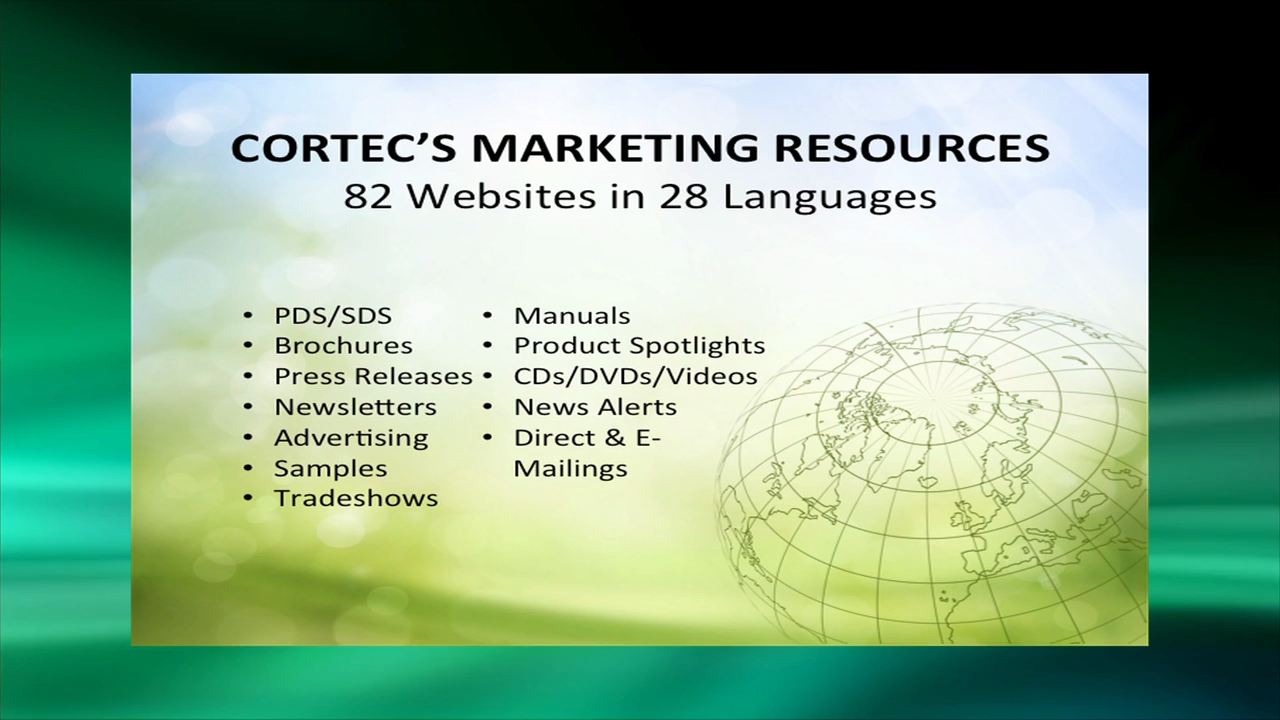 CORTEC’S MARKETING RESOURCES
82 Websites in 28 Languages
• PDS/SDS
• Brochures
• Press Releases
• Newsletters
• Advertising
• Samples
• Tradeshows
• Manuals
• Product Spotlights
• CDs/DVDs/Videos
• News Alerts
• Direct & E-
Mailings